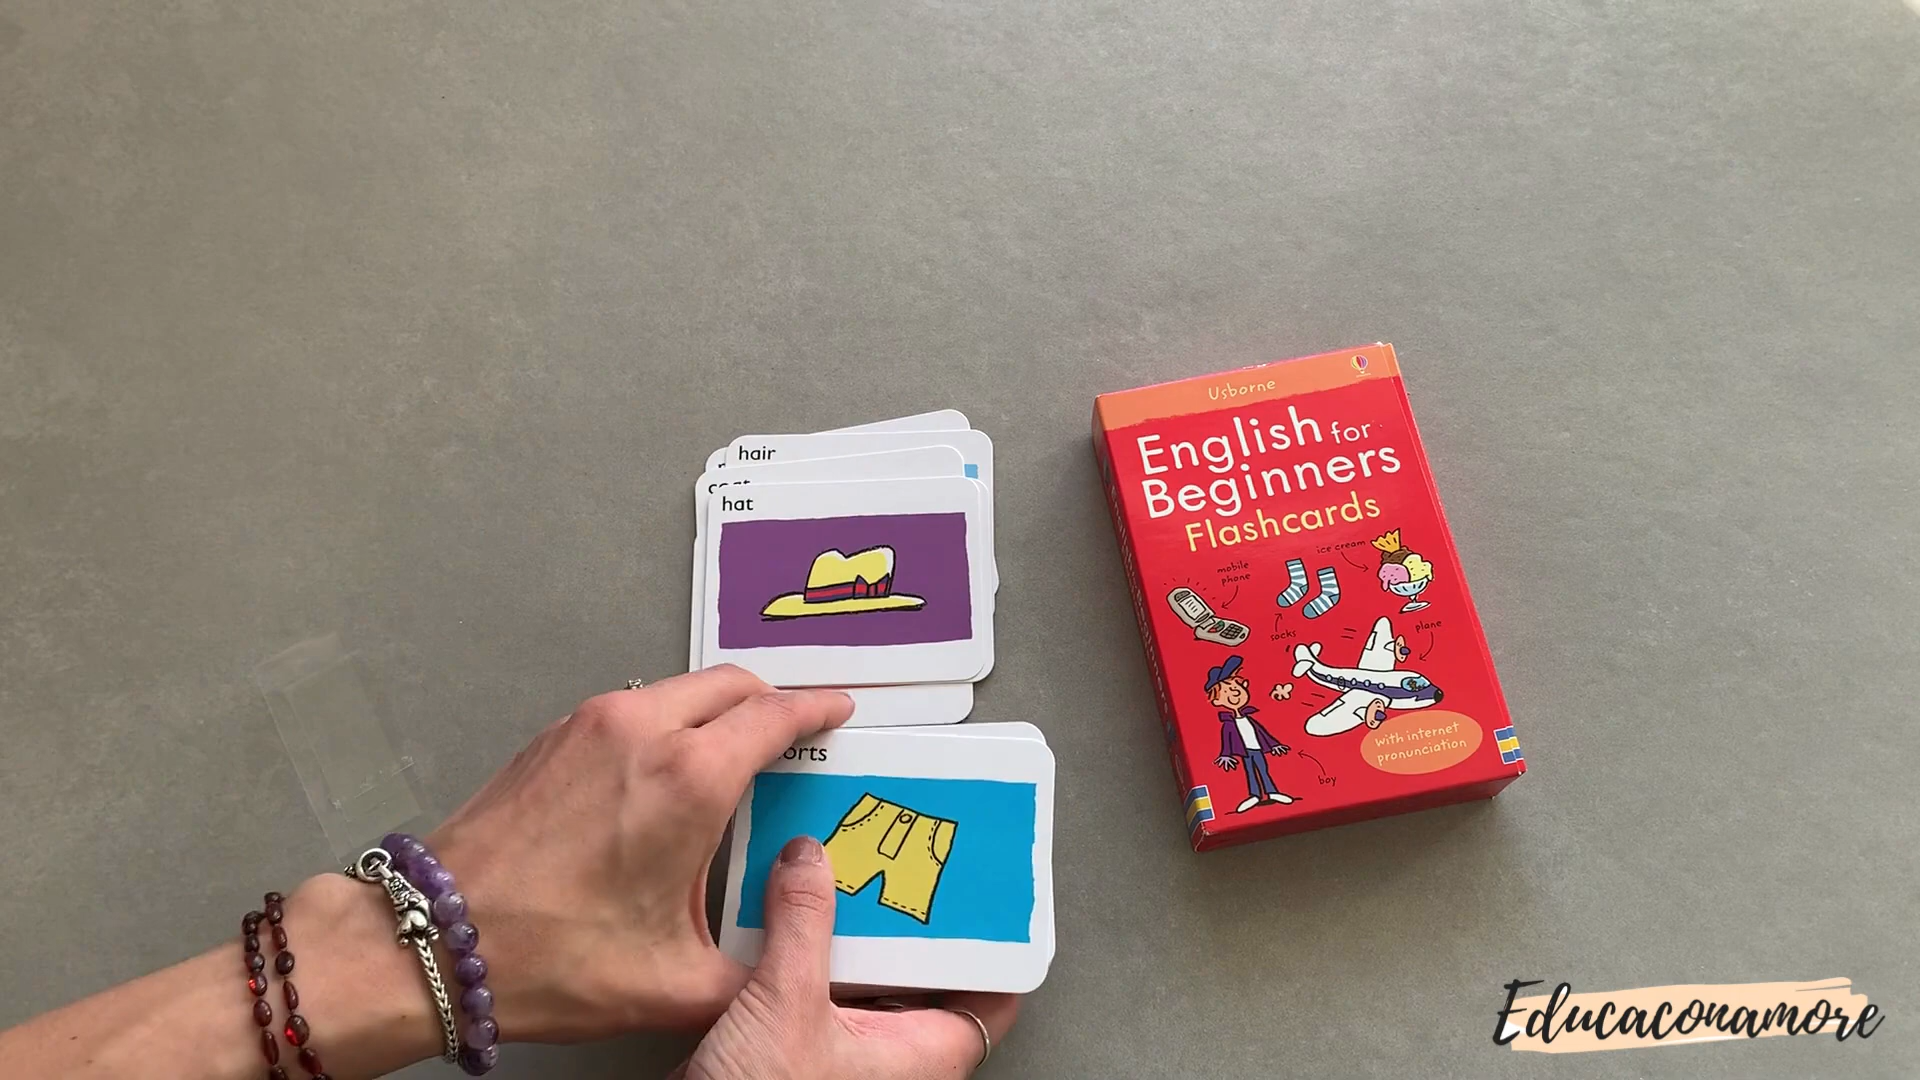 hair
hat
orts
Usborne
English for
Beginners
Flashcards
ice cream
mobile
phone
socks
plane
with internet
pronunciation
boy
Educaconamore